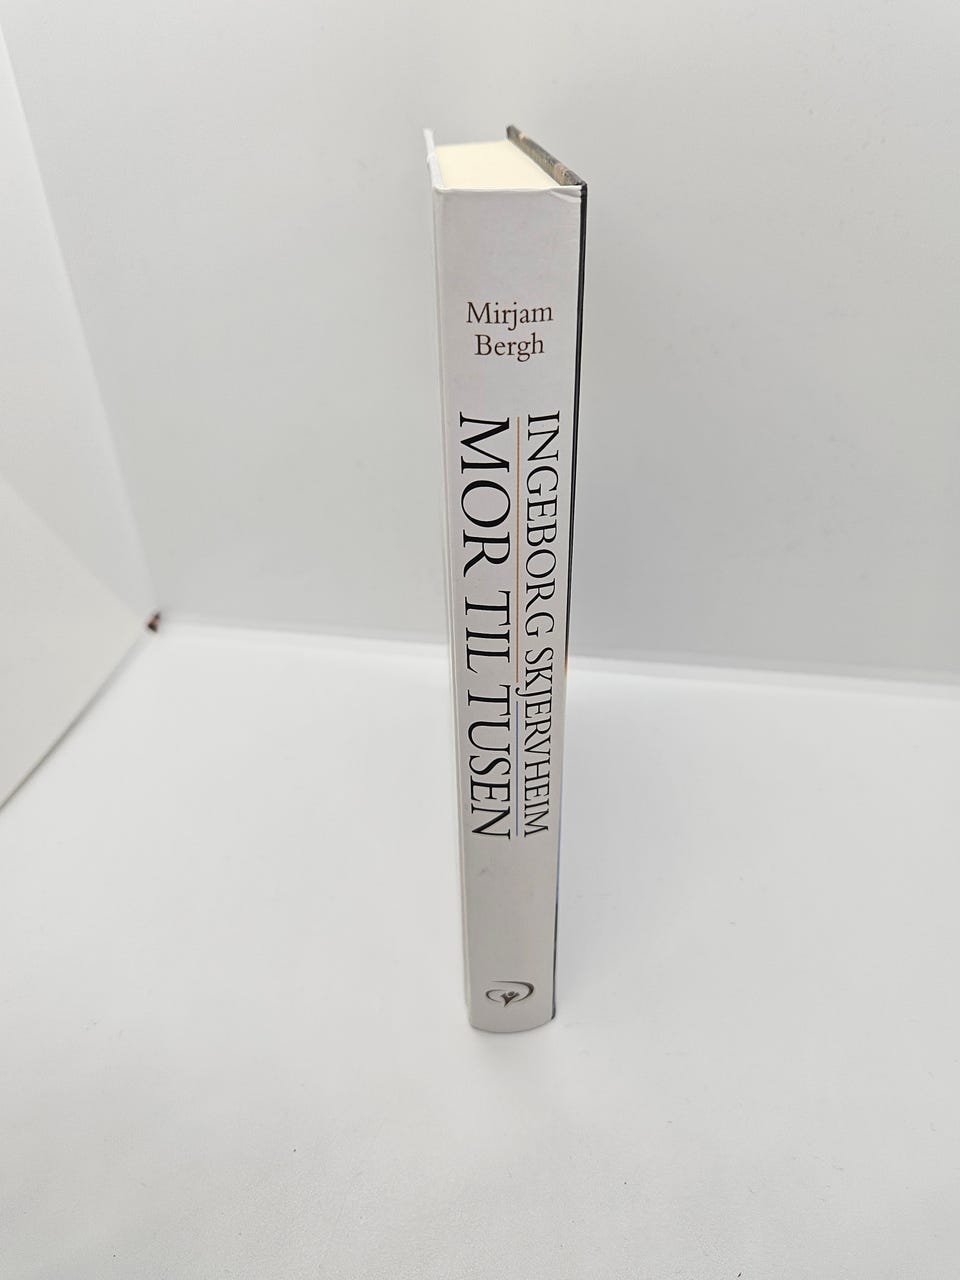 Mirjam
Bergh
INGEBORG SKJERVHEIM
MOR TIL TUSEN